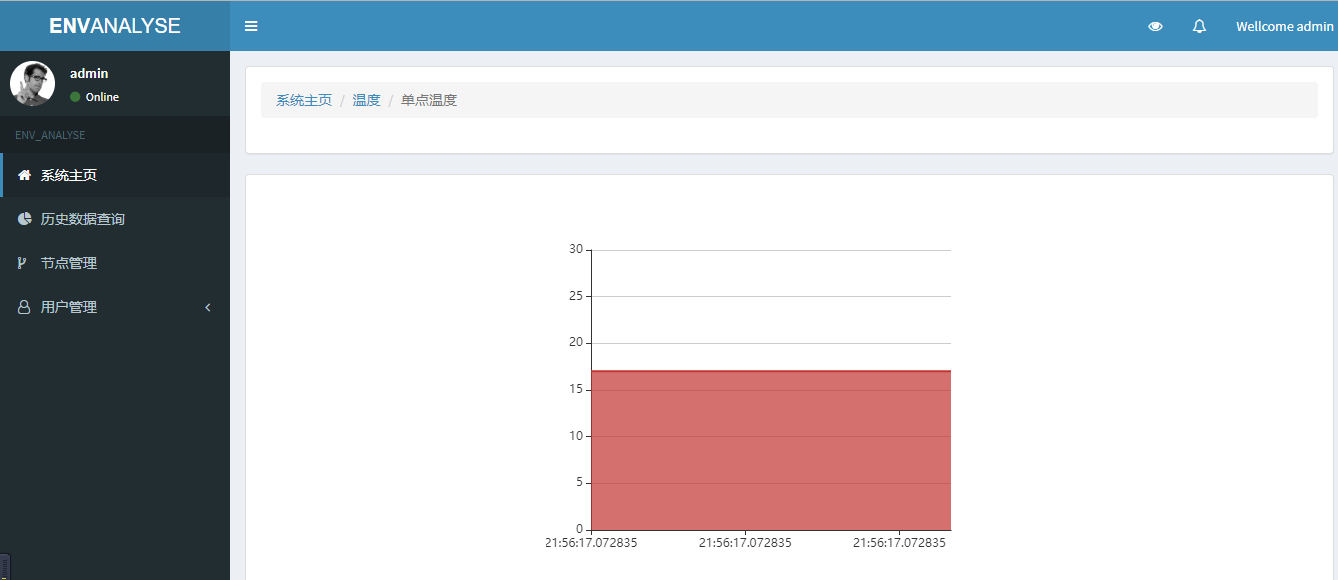 ENVANALYSE
Wellcome admin
admin
Online
ENV_ANALYSE
系统主页
历史数据查询
节点管理
用户管理
系统主页 / 温度 / 单点温度
30
25
20
15
10
5
0
21:56:17.072835 21:56:17.072835 21:56:17.072835